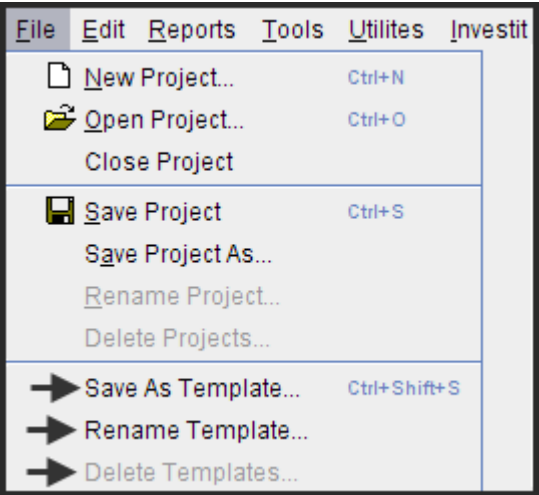 File Edit Reports Tools Utilites Investit
New Project... Ctrl+N
Open Project... Ctrl+O
Close Project
Save Project Ctrl+S
Save Project As...
Rename Project...
Delete Projects...
Save As Template... Ctrl+Shift+S
Rename Template...
Delete Templates...